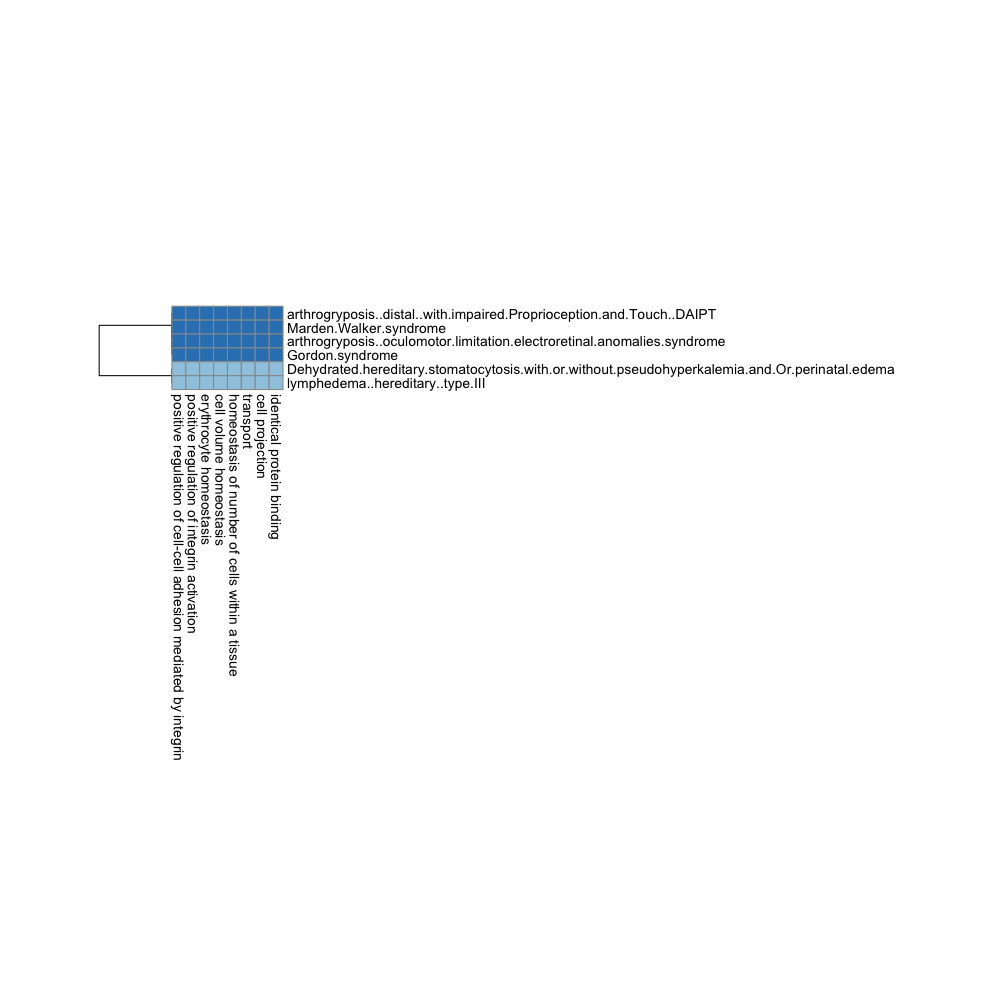 arthrogryposis..distal..with.impaired.Proprioception.and.Touch..DAIPT
Marden.Walker.syndrome
arthrogryposis..oculomotor.limitation.electroretinal.anomalies.syndrome
Gordon.syndrome
Dehydrated.hereditary.stomatocytosis.with.or.without.pseudohyperkalemia.and.Or.perinatal.edema
lymphedema..hereditary..type.III
positive regulation of cell-cell adhesion mediated by integrin
positive regulation of integrin activation
erythrocyte homeostasis
cell volume homeostasis
homeostasis of number of cells within a tissue
transport
cell projection
identical protein binding